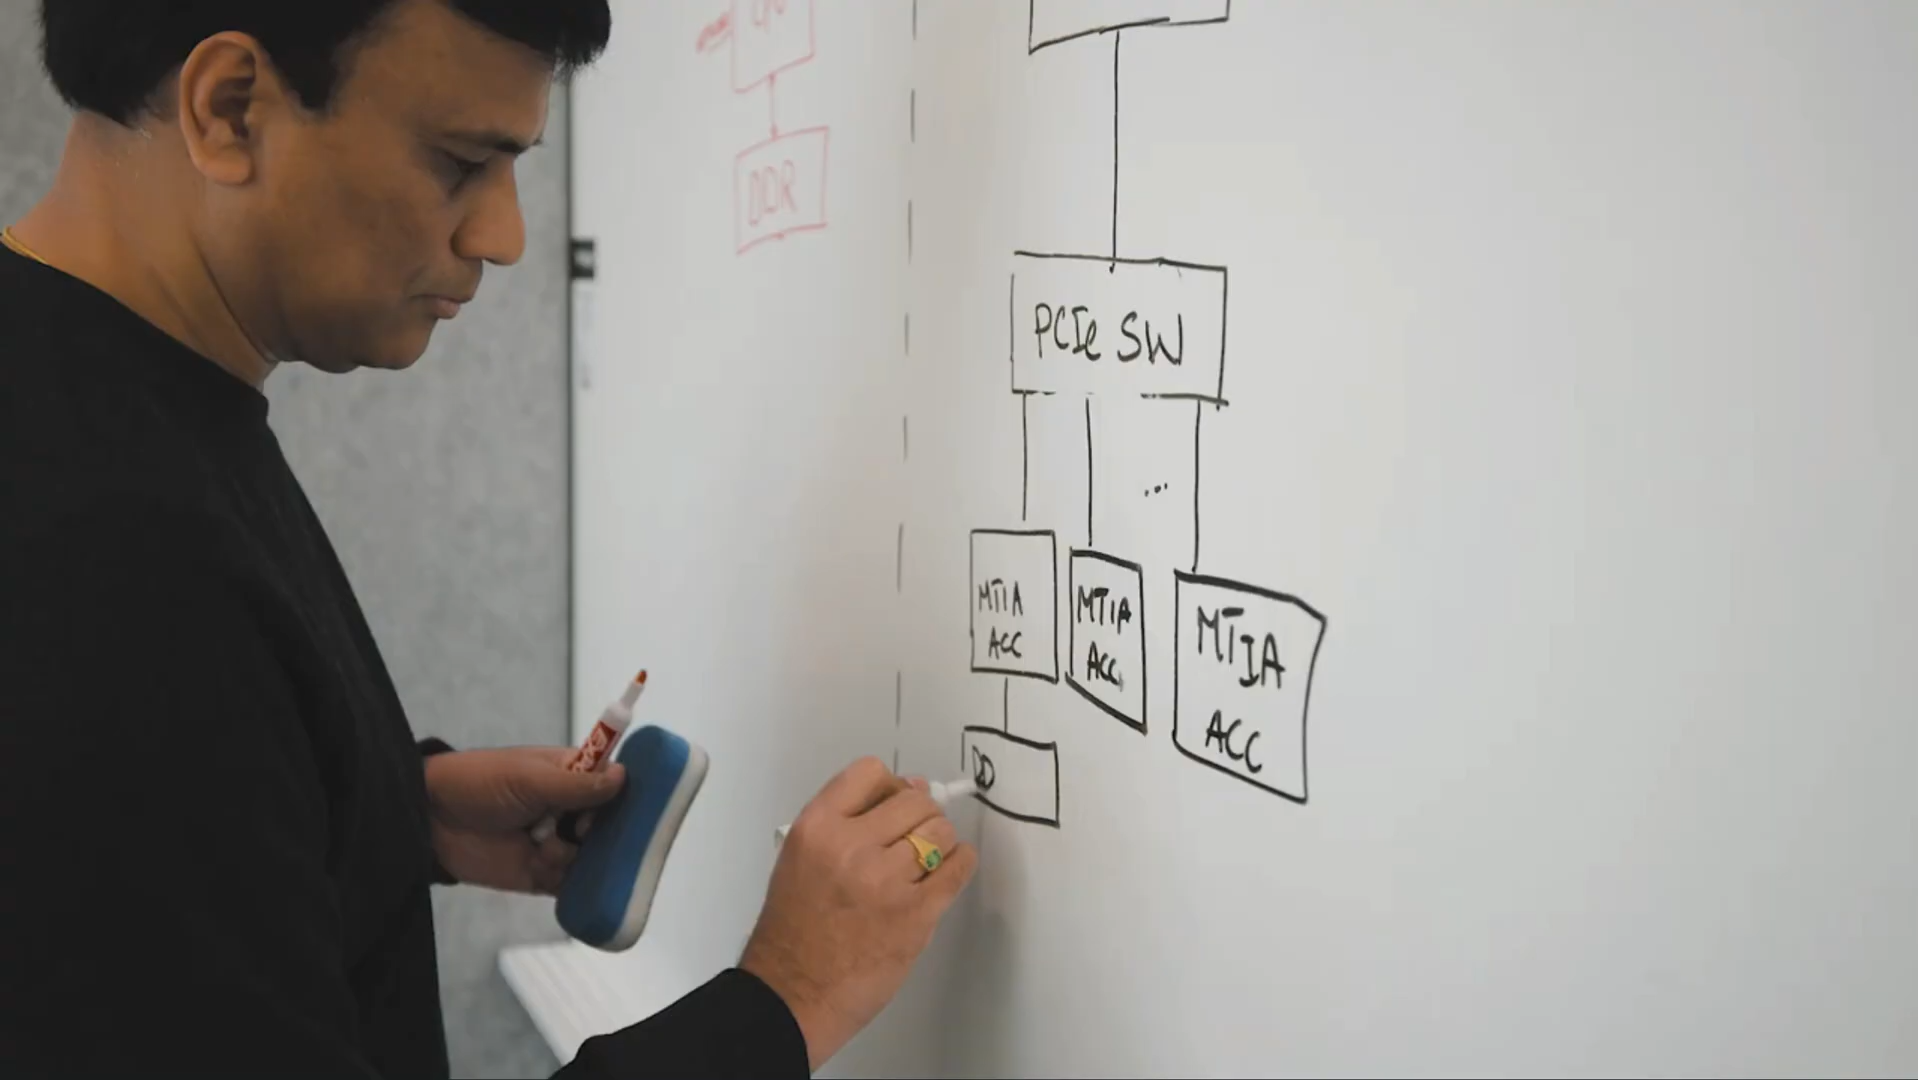 DDR
PCIe SW
...
MTIA
ACC
MTIA
ACC
MTIA
ACC
DD